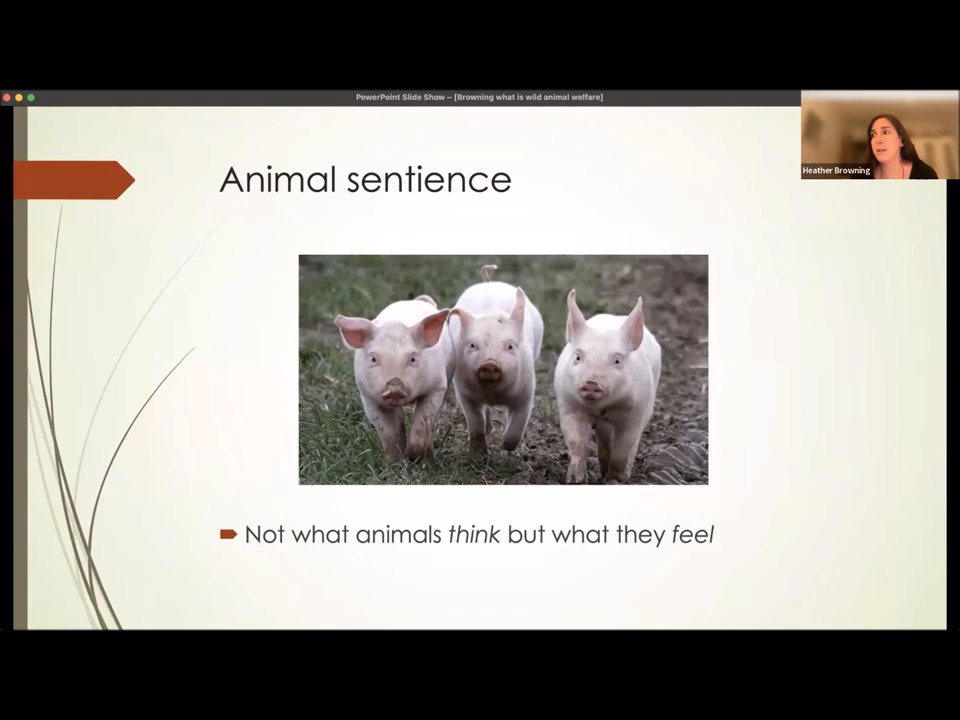 PowerPoint Slide Show – [Browning what is wild animal welfare]
Heather Browning
Animal sentience
Not what animals think but what they feel